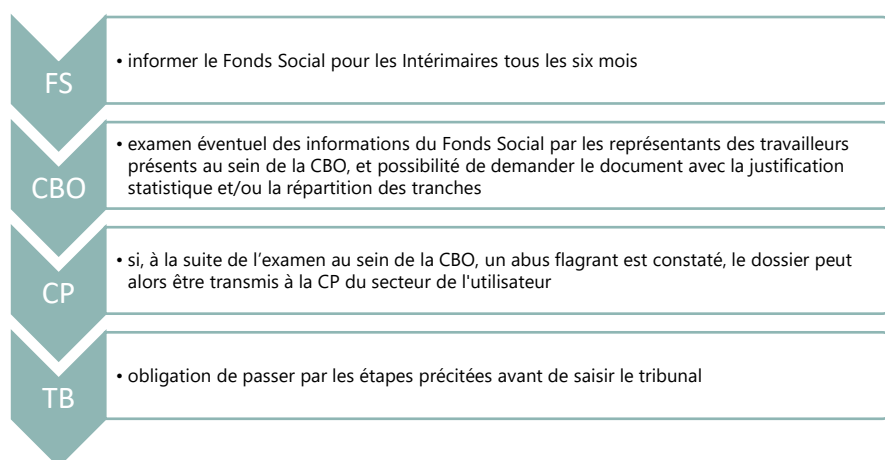 FS
• informer le Fonds Social pour les Intérimaires tous les six mois
CBO
• examen éventuel des informations du Fonds Social par les représentants des travailleurs
présents au sein de la CBO, et possibilité de demander le document avec la justification
statistique et/ou la répartition des tranches
CP
• si, à la suite de l’examen au sein de la CBO, un abus flagrant est constaté, le dossier peut
alors être transmis à la CP du secteur de l'utilisateur
TB
• obligation de passer par les étapes précitées avant de saisir le tribunal